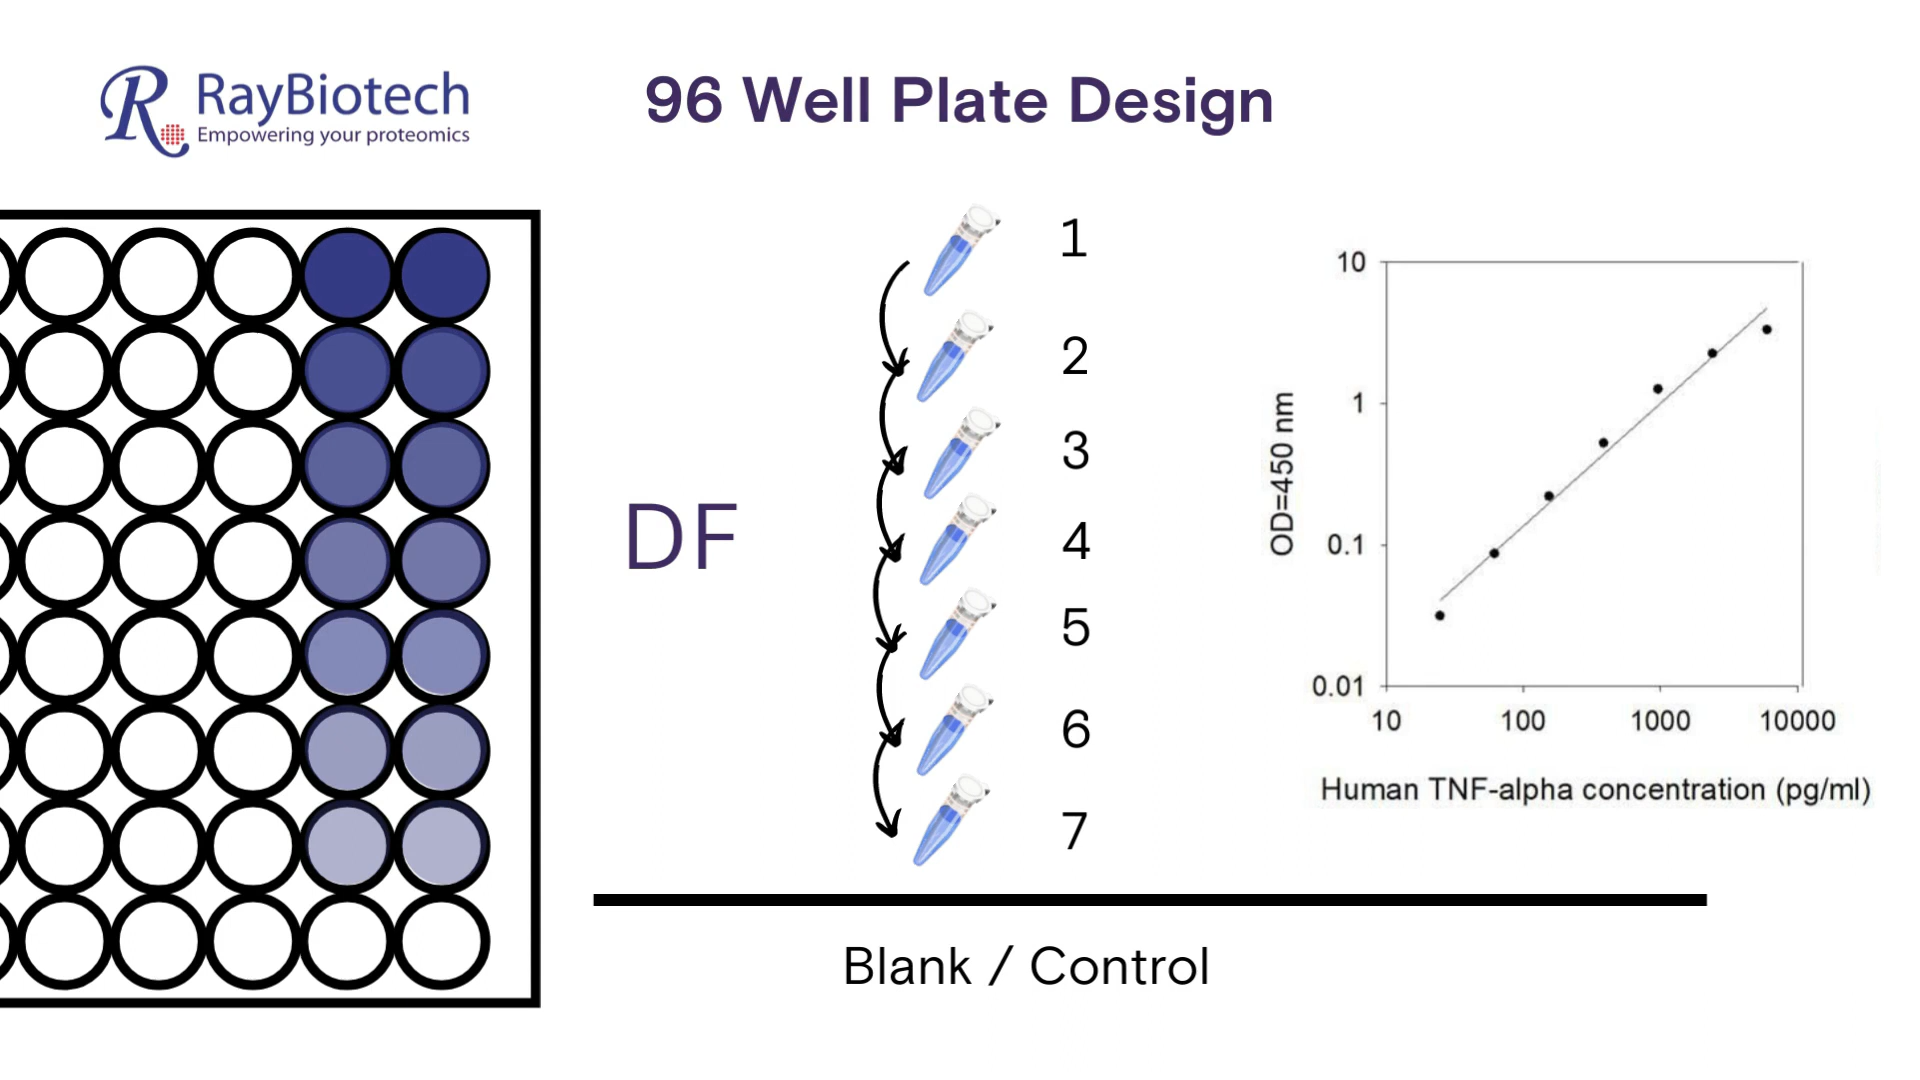 RayBiotech
Empowering your proteomics
96 Well Plate Design
DF
1
2
3
4
5
6
7
Blank / Control
OD=450 nm
10
1
0.1
0.01
10 100 1000 10000
Human TNF-alpha concentration (pg/ml)